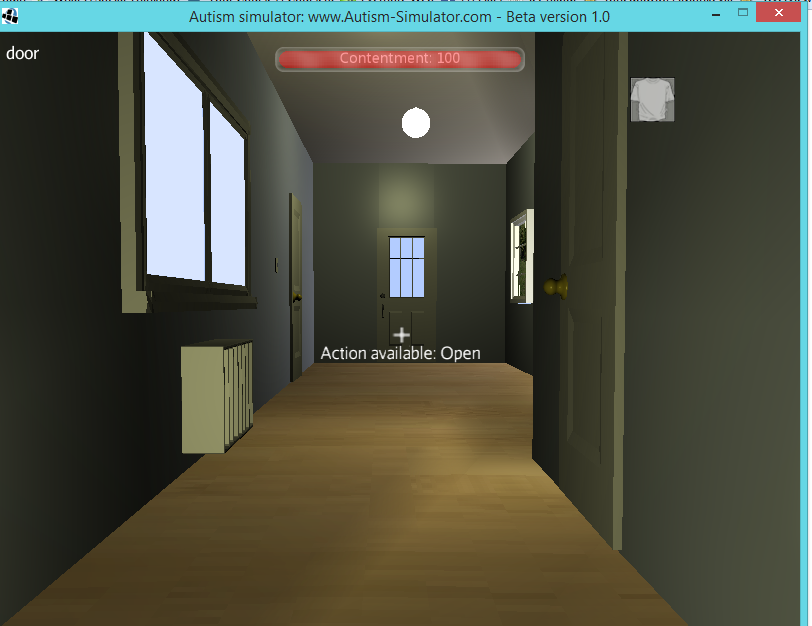 Autism simulator: www.Autism-Simulator.com - Beta version 1.0
door
Contentment: 100
Action available: Open